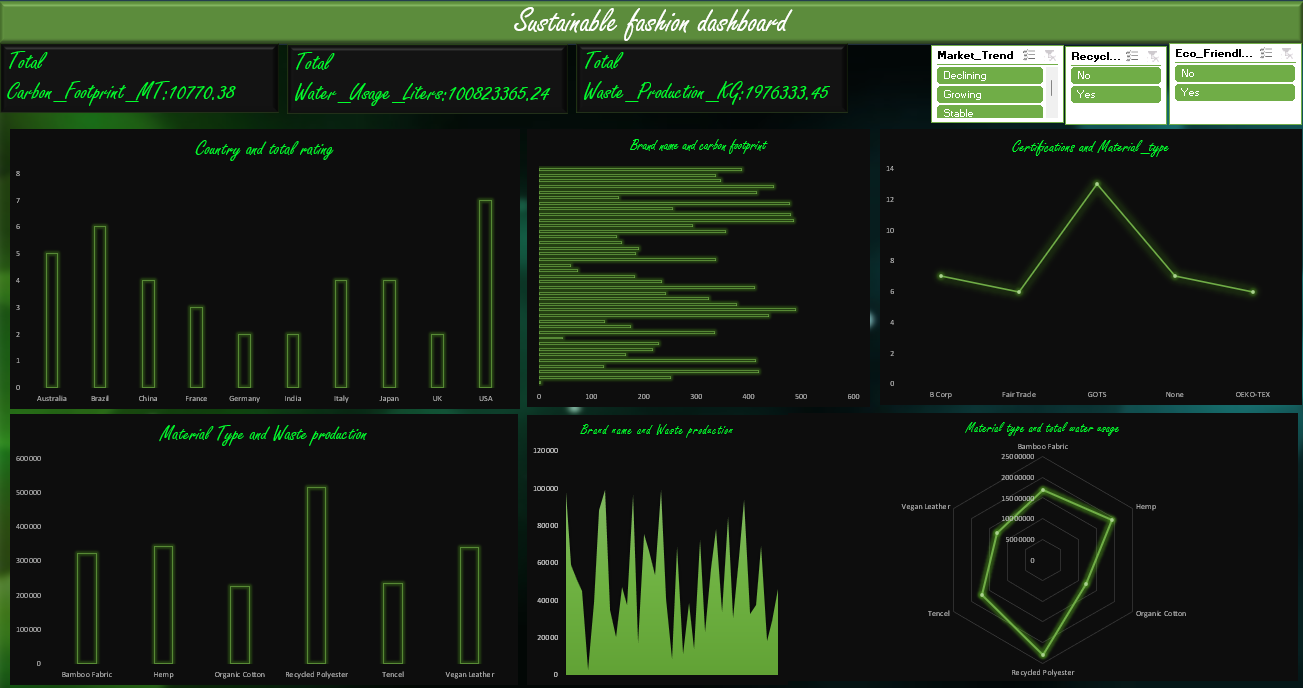 Sustainable fashion dashboard
Total
Carbon_Footprint_MT:10770.38
Total
Water_Usage_Liters:100823365.24
Total
Waste_Production_KG:1976333.45
Market_Trend
Declining
Growing
Stable
Recycl...
No
Yes
Eco_Friendl...
No
Yes
Country and total rating
8
7
6
5
4
3
2
1
0
Australia Brazil China France Germany India Italy Japan UK USA
Brand name and carbon footprint
0 100 200 300 400 500 600
Certifications and Material_type
14
12
10
8
6
4
2
0
B Corp Fair Trade GOTS None OEKO-TEX
Material Type and Waste production
600000
500000
400000
300000
200000
100000
0
Bamboo Fabric Hemp Organic Cotton Recycled Polyester Tencel Vegan Leather
Brand name and Waste production
120000
100000
80000
60000
40000
20000
0
Material type and total water usage
Bamboo Fabric
25000000
20000000
15000000
10000000
5000000
0
Vegan Leather
Hemp
Tencel
Organic Cotton
Recycled Polyester